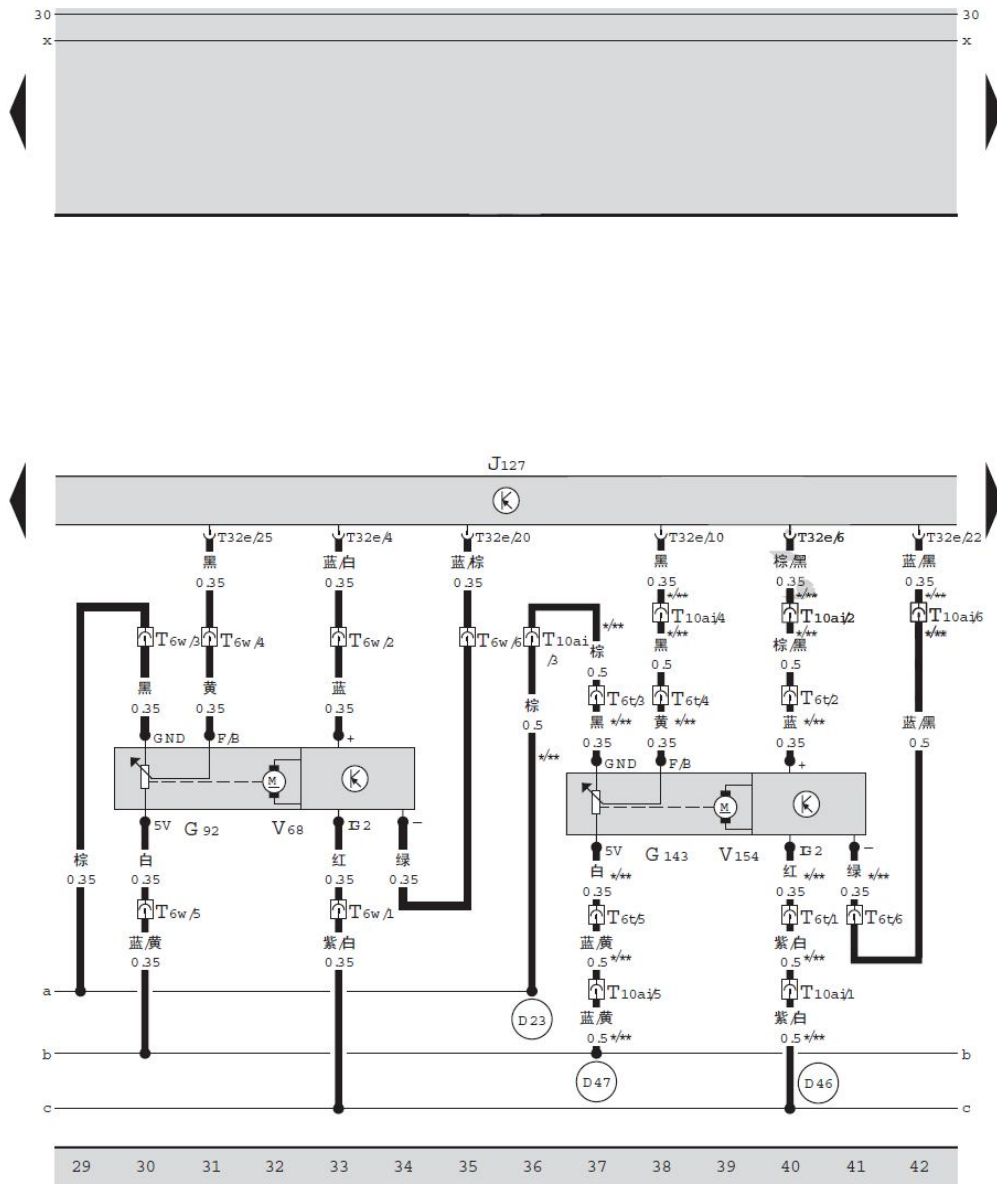 30 30
x x
J127
T32e/25 T32e/4 T32e/20 T32e/10 T32e/6 T32e/22
黑 蓝/白 蓝/棕 黑 棕/黑 蓝/黑
0.35 0.35 0.35 0.35 0.35 0.35
*/** */** */**
T10ai/4 T10ai/2 T10ai/6
*/** */** */** */**
T6w/3 T6w/4 T6w/2 T6w/6 T10ai/3
棕 黑 棕/黑
0.5 0.5 0.5
黑 黄 蓝
0.35 0.35 0.35
T6t/3 T6t/4 T6t/2
棕 黑 */** 黄 */** 蓝 */** 蓝/黑
0.5 0.35 0.35 0.35 0.5
*/**
GND F/B +
GND F/B +
M
M
5V G92 V68 IG2 −
5V G143 V154 IG2 −
棕 白 红 绿
0.35 0.35 0.35 0.35
白 */** 红 */** 绿 */**
0.35 0.35 0.35
T6w/5 T6w/1
T6t/5 T6t/1 T6t/6
蓝/黄 紫/白
0.35 0.35
蓝/黄 紫/白
0.5 */** 0.5 */**
a
T10ai/5 T10ai/1
D23
蓝/黄 紫/白
0.5 */** 0.5 */**
b b
D47 D46
c c
29 30 31 32 33 34 35 36 37 38 39 40 41 42